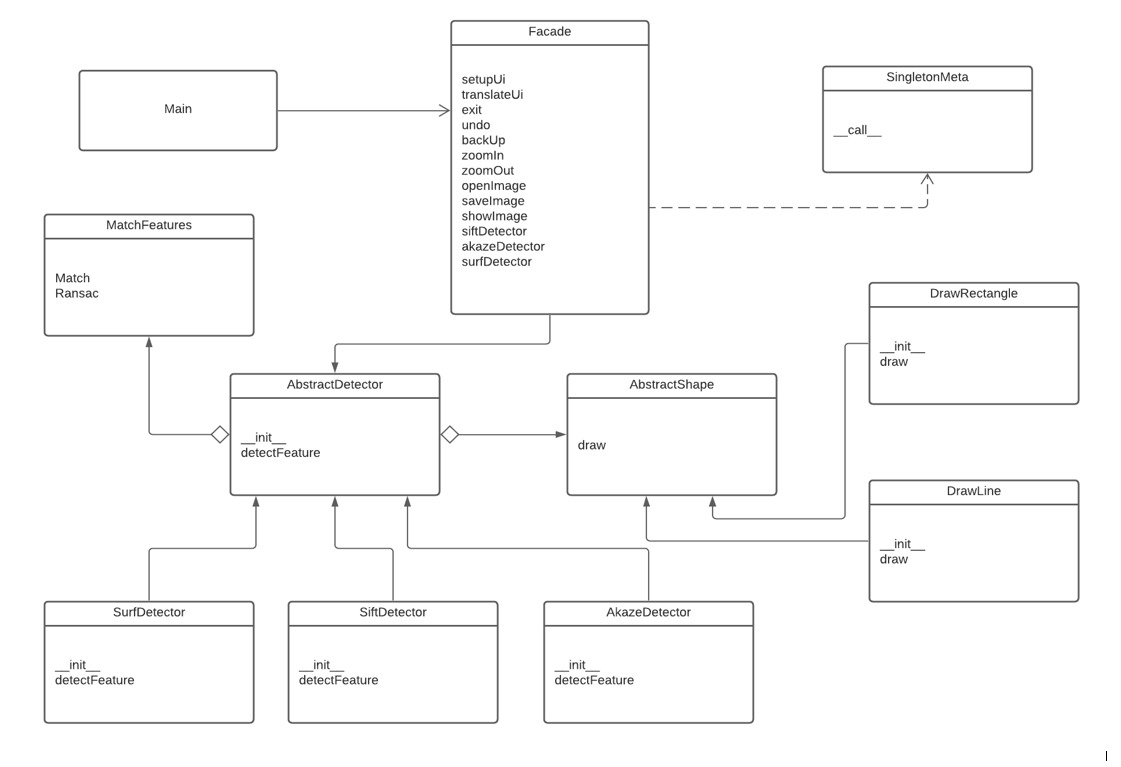 Main
Facade
setupUi
translateUi
exit
undo
backUp
zoomIn
zoomOut
openImage
saveImage
showImage
siftDetector
akazeDetector
surfDetector
SingletonMeta
__call__
MatchFeatures
Match
Ransac
DrawRectangle
__init__
draw
AbstractDetector
__init__
detectFeature
AbstractShape
draw
DrawLine
__init__
draw
SurfDetector
__init__
detectFeature
SiftDetector
__init__
detectFeature
AkazeDetector
__init__
detectFeature